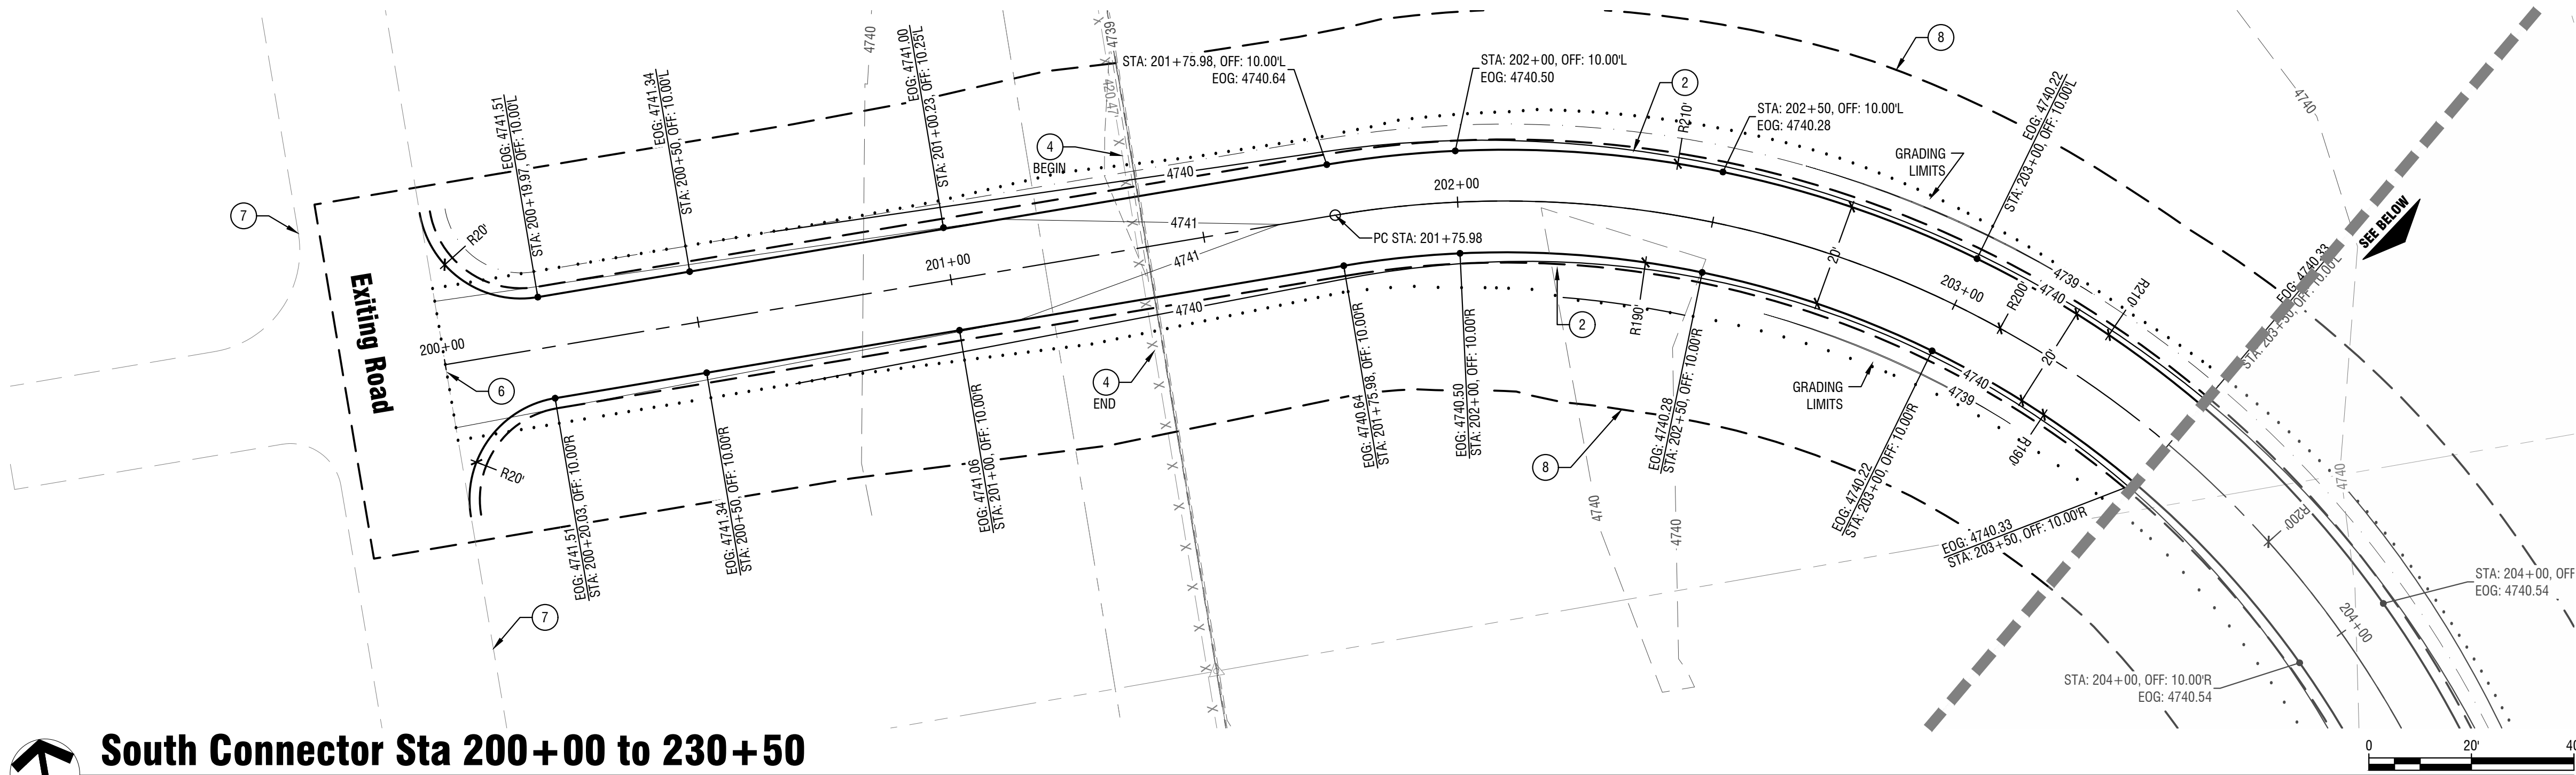 8
STA: 201+75.98, OFF: 10.00'L
EOG: 4740.64
STA: 202+00, OFF: 10.00'L
EOG: 4740.50
2
R210'
STA: 202+50, OFF: 10.00'L
EOG: 4740.28
EOG: 4740.22
STA: 203+00, OFF: 10.00'L
EOG: 4741.51
STA: 200+19.97, OFF: 10.00'L
EOG: 4741.34
STA: 200+50, OFF: 10.00'L
EOG: 4741.00
STA: 201+00.23, OFF: 10.25'L
4740
4739
420.47
4740
4
BEGIN
GRADING
LIMITS
4740
202+00
7
R20'
Exiting Road
200+00
6
201+00
4741
4741
PC STA: 201+75.98
20'
SEE BELOW
203+00
R200'
4739
4740
R210'
EOG: 4740.33
STA: 203+50, OFF: 10.00'L
4740
4
END
2
R190'
20'
GRADING
LIMITS
4740
4739
R190'
8
R20'
EOG: 4741.51
STA: 200+20.03, OFF: 10.00'R
EOG: 4741.34
STA: 200+50, OFF: 10.00'R
EOG: 4741.06
STA: 201+00, OFF: 10.00'R
EOG: 4740.64
STA: 201+75.98, OFF: 10.00'R
EOG: 4740.50
STA: 202+00, OFF: 10.00'R
EOG: 4740.28
STA: 202+50, OFF: 10.00'R
EOG: 4740.22
STA: 203+00, OFF: 10.00'R
EOG: 4740.33
STA: 203+50, OFF: 10.00'R
4740
4740
4740
R200'
7
STA: 204+00, OFF
EOG: 4740.54
204+00
STA: 204+00, OFF: 10.00'R
EOG: 4740.54
South Connector Sta 200+00 to 230+50
0 20' 40